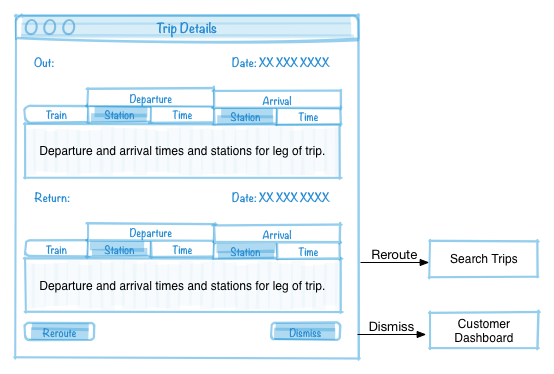 Trip Details
Out: Date: XX XXX XXXX
Departure Arrival
Train Station Time Station Time
Departure and arrival times and stations for leg of trip.
Return: Date: XX XXX XXXX
Departure Arrival
Train Station Time Station Time
Departure and arrival times and stations for leg of trip.
Reroute Dismiss
Reroute
Search Trips
Dismiss
Customer
Dashboard